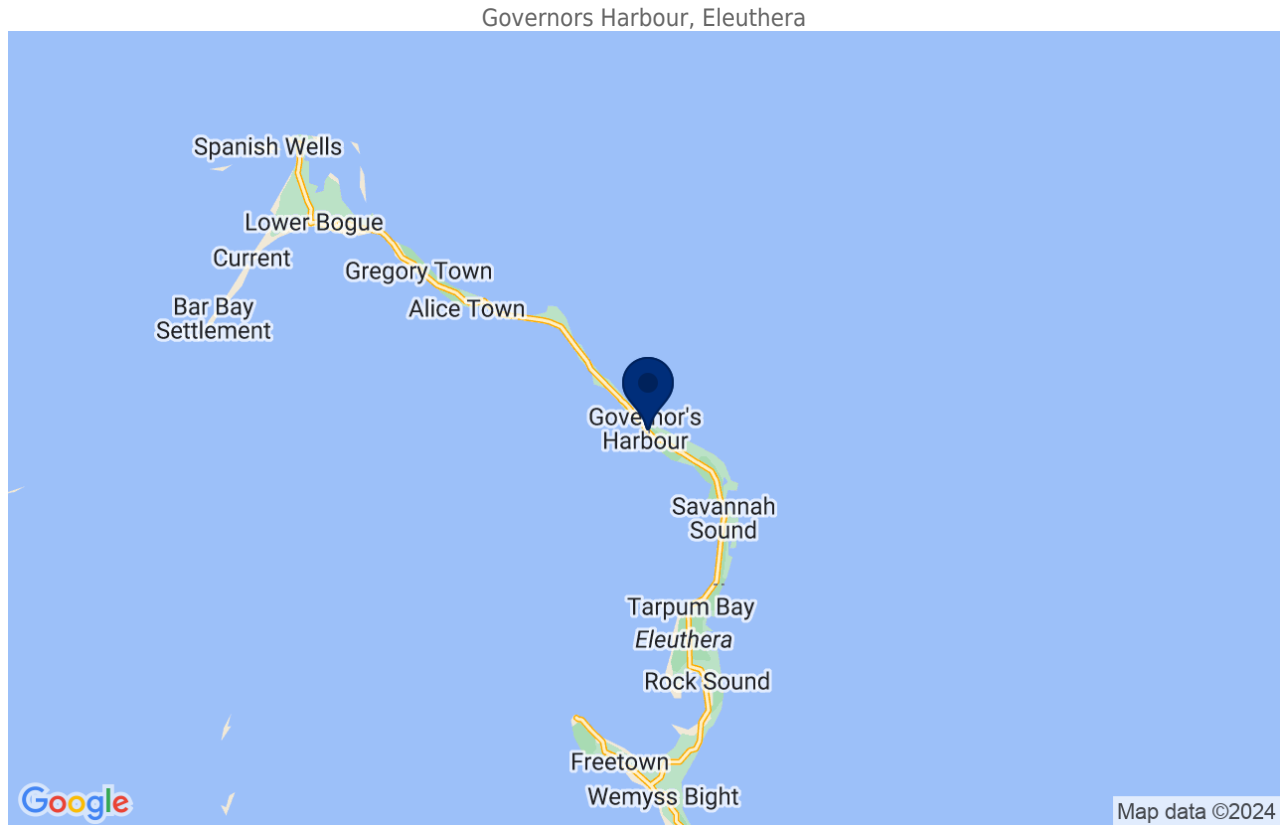 Governors Harbour, Eleuthera
Spanish Wells
Lower Bogue
Current
Gregory Town
Bar Bay
Settlement
Alice Town
Governor's
Harbour
Savannah
Sound
Tarpum Bay
Eleuthera
Rock Sound
Freetown
Wemyss Bight
Google
Map data ©2024